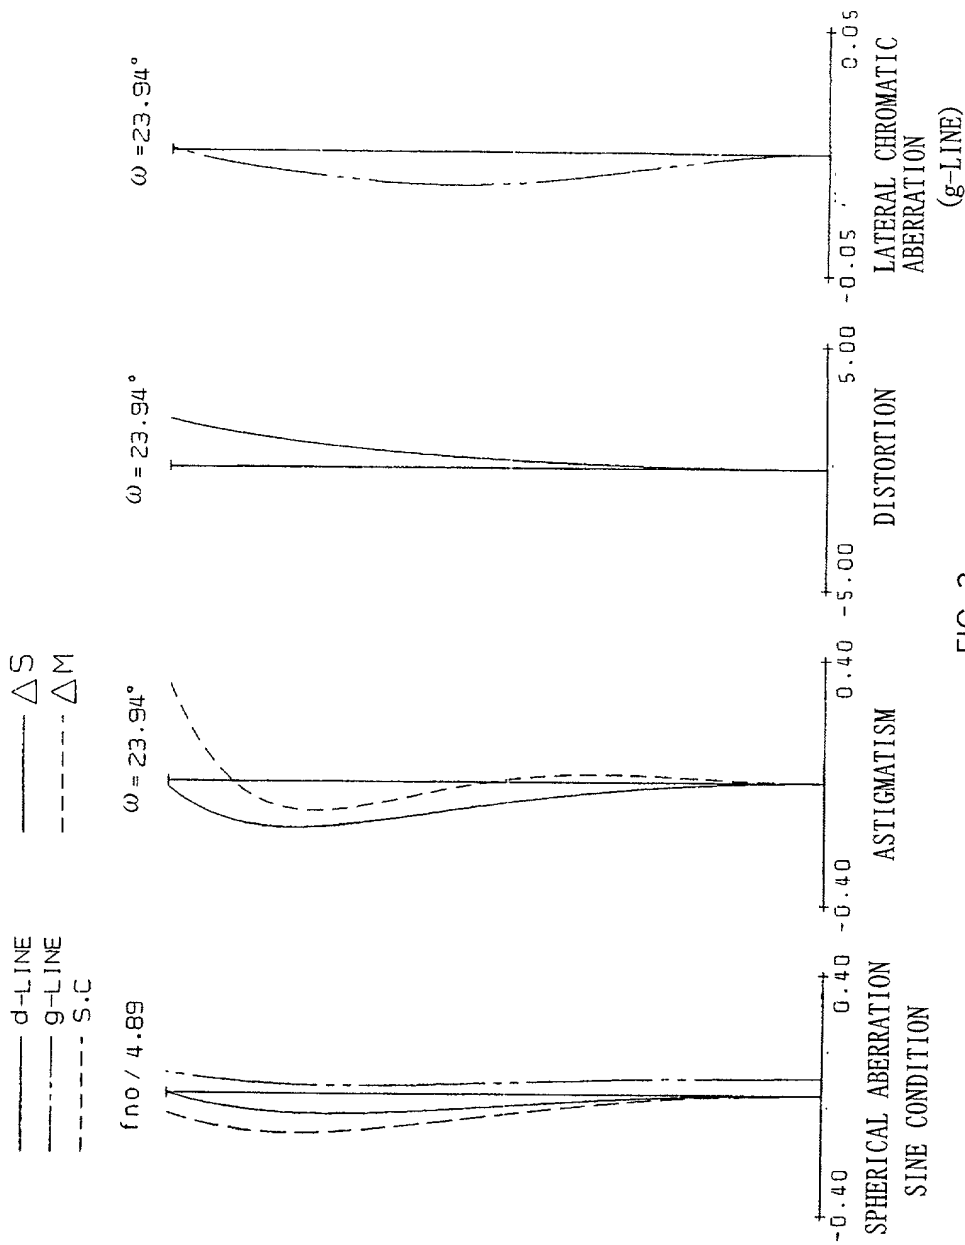 d-LINE
g-LINE
S.C
ΔS
ΔM
fno / 4.89
-0.40
0.40
SPHERICAL ABERRATION
SINE CONDITION
ω = 23.94°
-0.40
0.40
ASTIGMATISM
ω = 23.94°
-5.00
5.00
DISTORTION
ω = 23.94°
-0.05
0.05
LATERAL CHROMATIC
ABERRATION
(g-LINE)